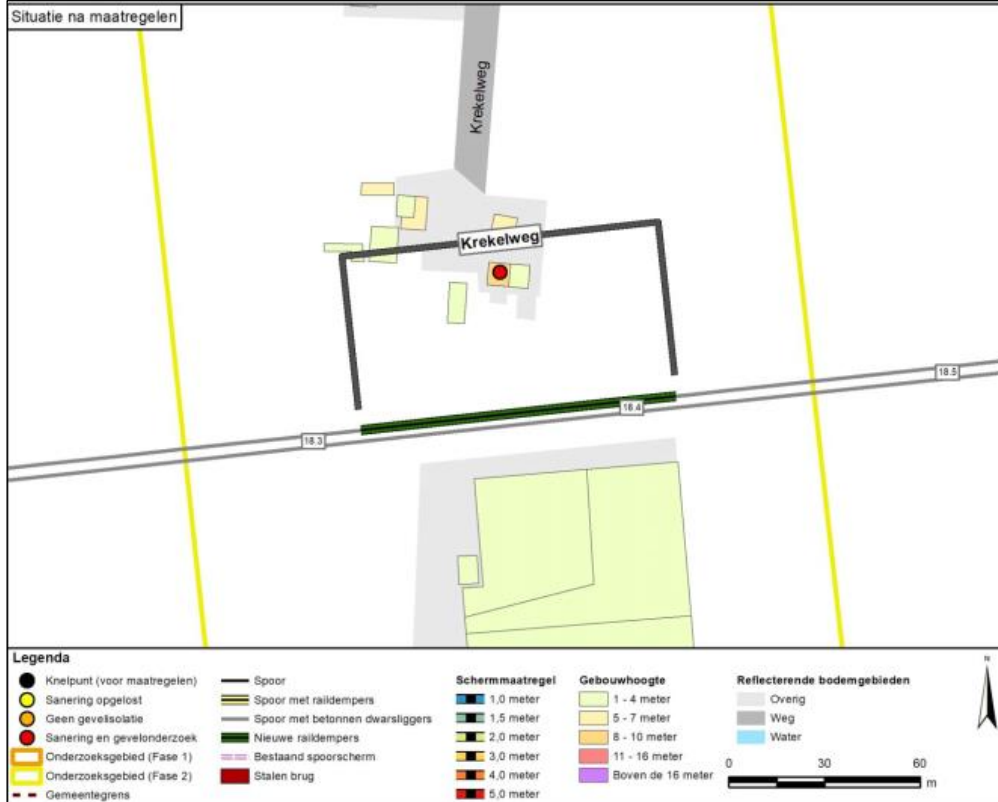 Situatie na maatregelen
Krekelweg
Krekelweg
18.5
18.4
18.3
Legenda
Knelpunt (voor maatregelen)
Sanering opgelost
Geen gevelisolatie
Sanering en gevelonderzoek
Onderzoeksgebied (Fase 1)
Onderzoeksgebied (Fase 2)
Gemeentegrens
Spoor
Spoor met raildempers
Spoor met betonnen dwarsliggers
Nieuwe raildempers
Bestaand spoorscherm
Stalen brug
Schermmaatregel
1,0 meter
1,5 meter
2,0 meter
3,0 meter
4,0 meter
5,0 meter
Gebouwhoogte
1 - 4 meter
5 - 7 meter
8 - 10 meter
11 - 16 meter
Boven de 16 meter
Reflecterende bodemgebieden
Overig
Weg
Water
N
0 30 60
m